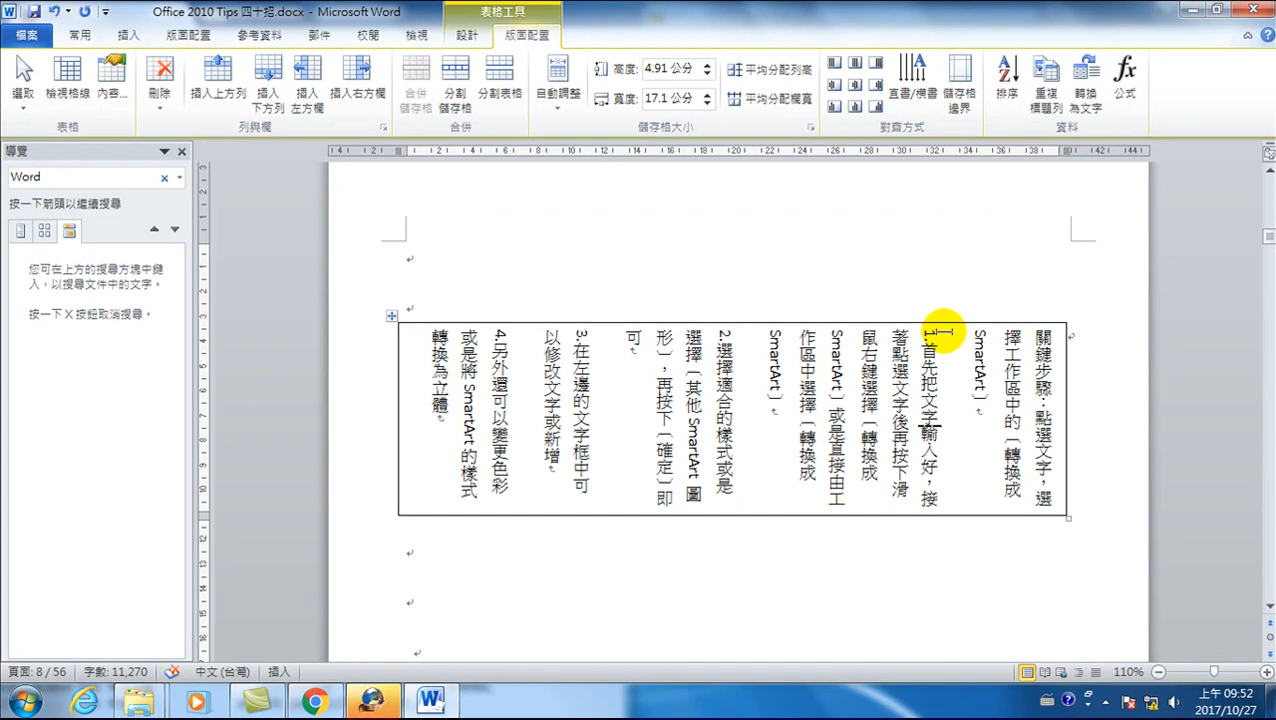 Office 2010 Tips 四十招.docx - Microsoft Word
表格工具
檔案 常用 插入 版面配置 參考資料 郵件 校閱 檢視 設計 版面配置
選取 檢視格線 內容... 刪除 插入上方列 插入下方列 插入左方欄 插入右方欄 合併儲存格 分割儲存格 分割表格 自動調整 高度: 4.91 公分 平均分配列高 直書/橫書 儲存格邊界 排序 重複標題列 轉換為文字 公式
寬度: 17.1 公分 平均分配欄寬
表格 列與欄 合併 儲存格大小 對齊方式 資料
導覽
Word
按一下箭頭以繼續搜尋
您可在上方的搜尋方塊中鍵
入，以搜尋文件中的文字。
按一下 X 按鈕取消搜尋。
關鍵步驟：點選文字，選
擇工作區中的〔轉換成
SmartArt〕
1.首先把文字輸入好，接
著點選文字後再按下滑
鼠右鍵選擇〔轉換成
SmartArt〕或是直接由工
作區中選擇〔轉換成
SmartArt〕
2.選擇適合的樣式或是
選擇〔其他 SmartArt 圖
形〕，再按下〔確定〕即
可
3.在左邊的文字框中可
以修改文字或新增
4.另外還可以變更色彩
或是將 SmartArt 的樣式
轉換為立體
頁面: 8 / 56 字數: 11,270 中文 (台灣) 插入 110%
上午 09:52
2017/10/27